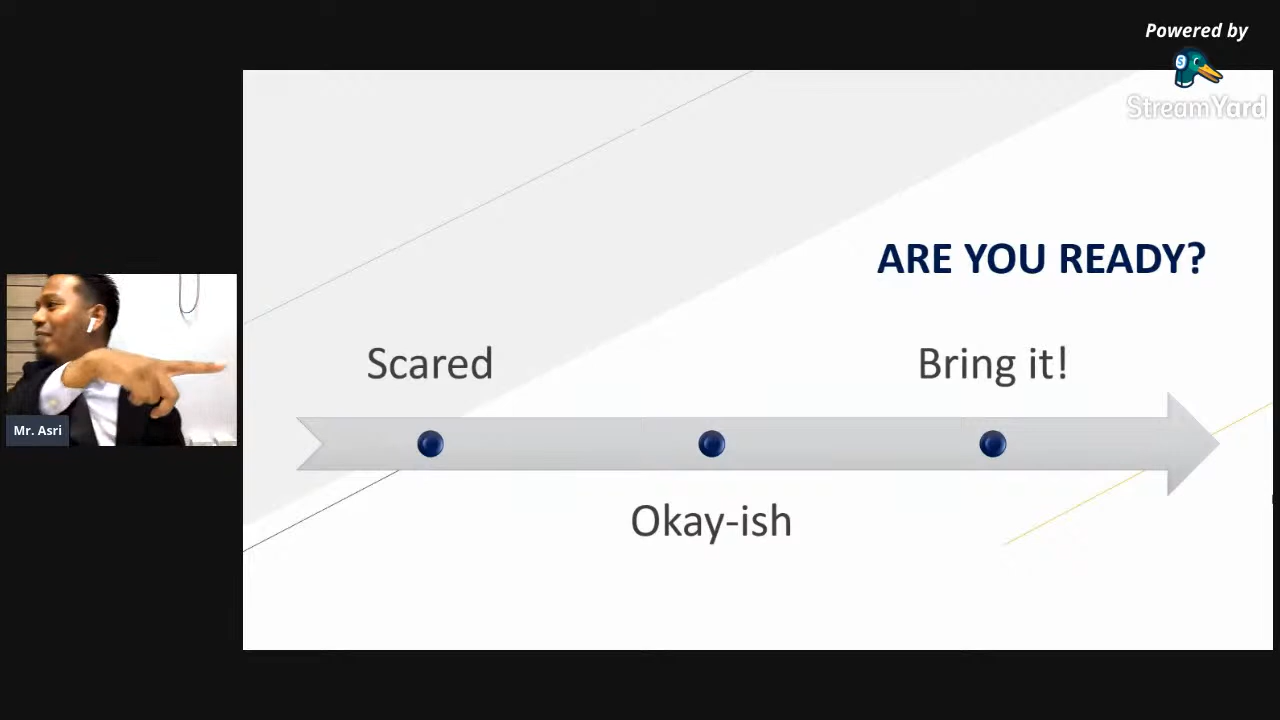 Powered by
StreamYard
ARE YOU READY?
Scared
Bring it!
Okay-ish
Mr. Asri